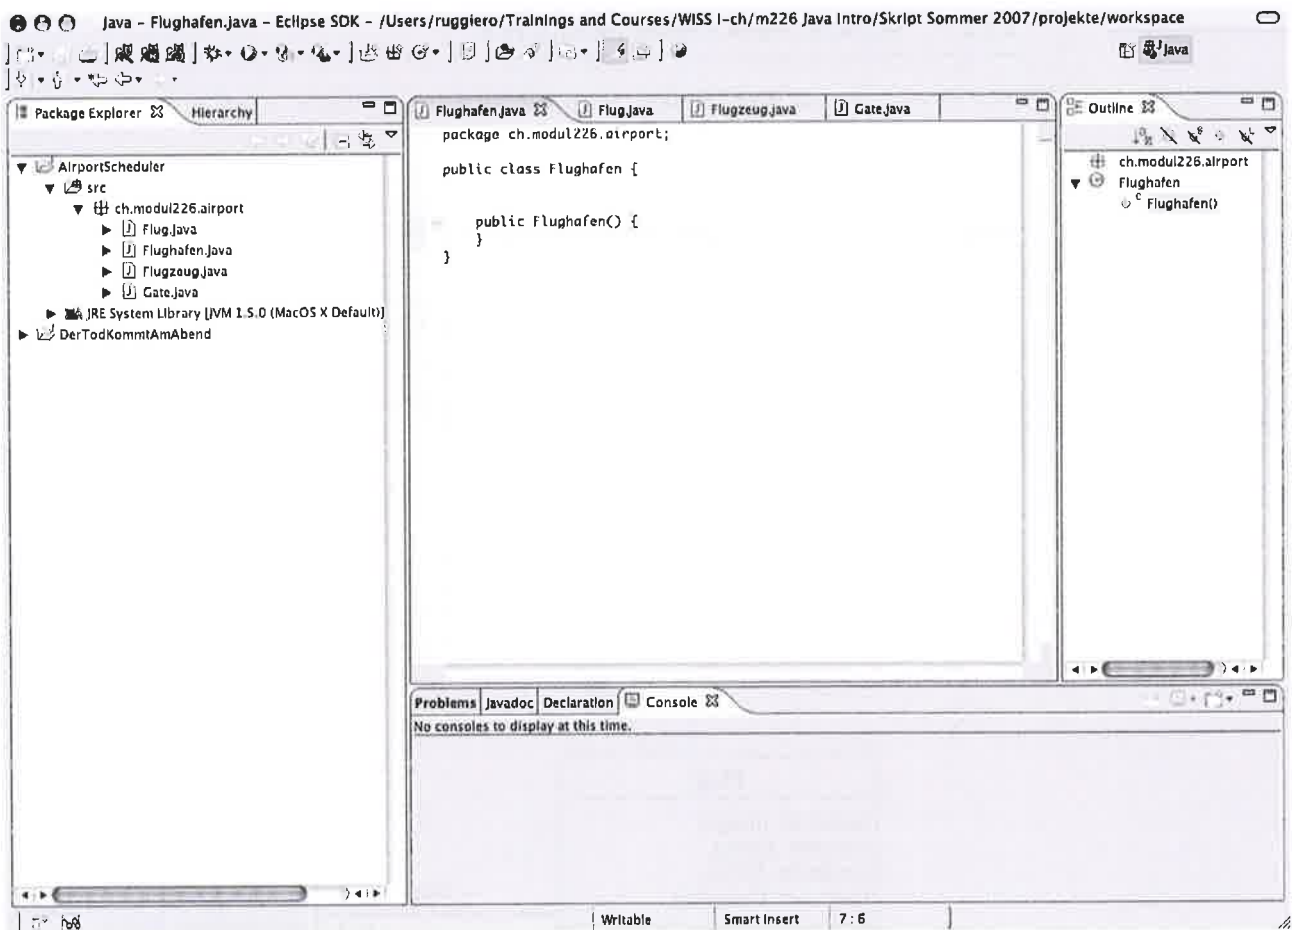 Java - Flughafen.java - Eclipse SDK - /Users/ruggiero/Trainings and Courses/WISS I-ch/m226 Java Intro/Skript Sommer 2007/projekte/workspace
Java
Package Explorer
Hierarchy
AirportScheduler
src
ch.modul226.airport
Flug.java
Flughafen.java
Flugzeug.java
Gate.java
JRE System Library [JVM 1.5.0 (MacOS X Default)]
DerTodKommtAmAbend
Flughafen.java
Flug.java
Flugzeug.java
Gate.java
package ch.modul226.airport;
public class Flughafen {
public Flughafen() {
}
}
Outline
ch.modul226.airport
Flughafen
C Flughafen()
Problems
Javadoc
Declaration
Console
No consoles to display at this time.
Writable
Smart Insert
7 : 6